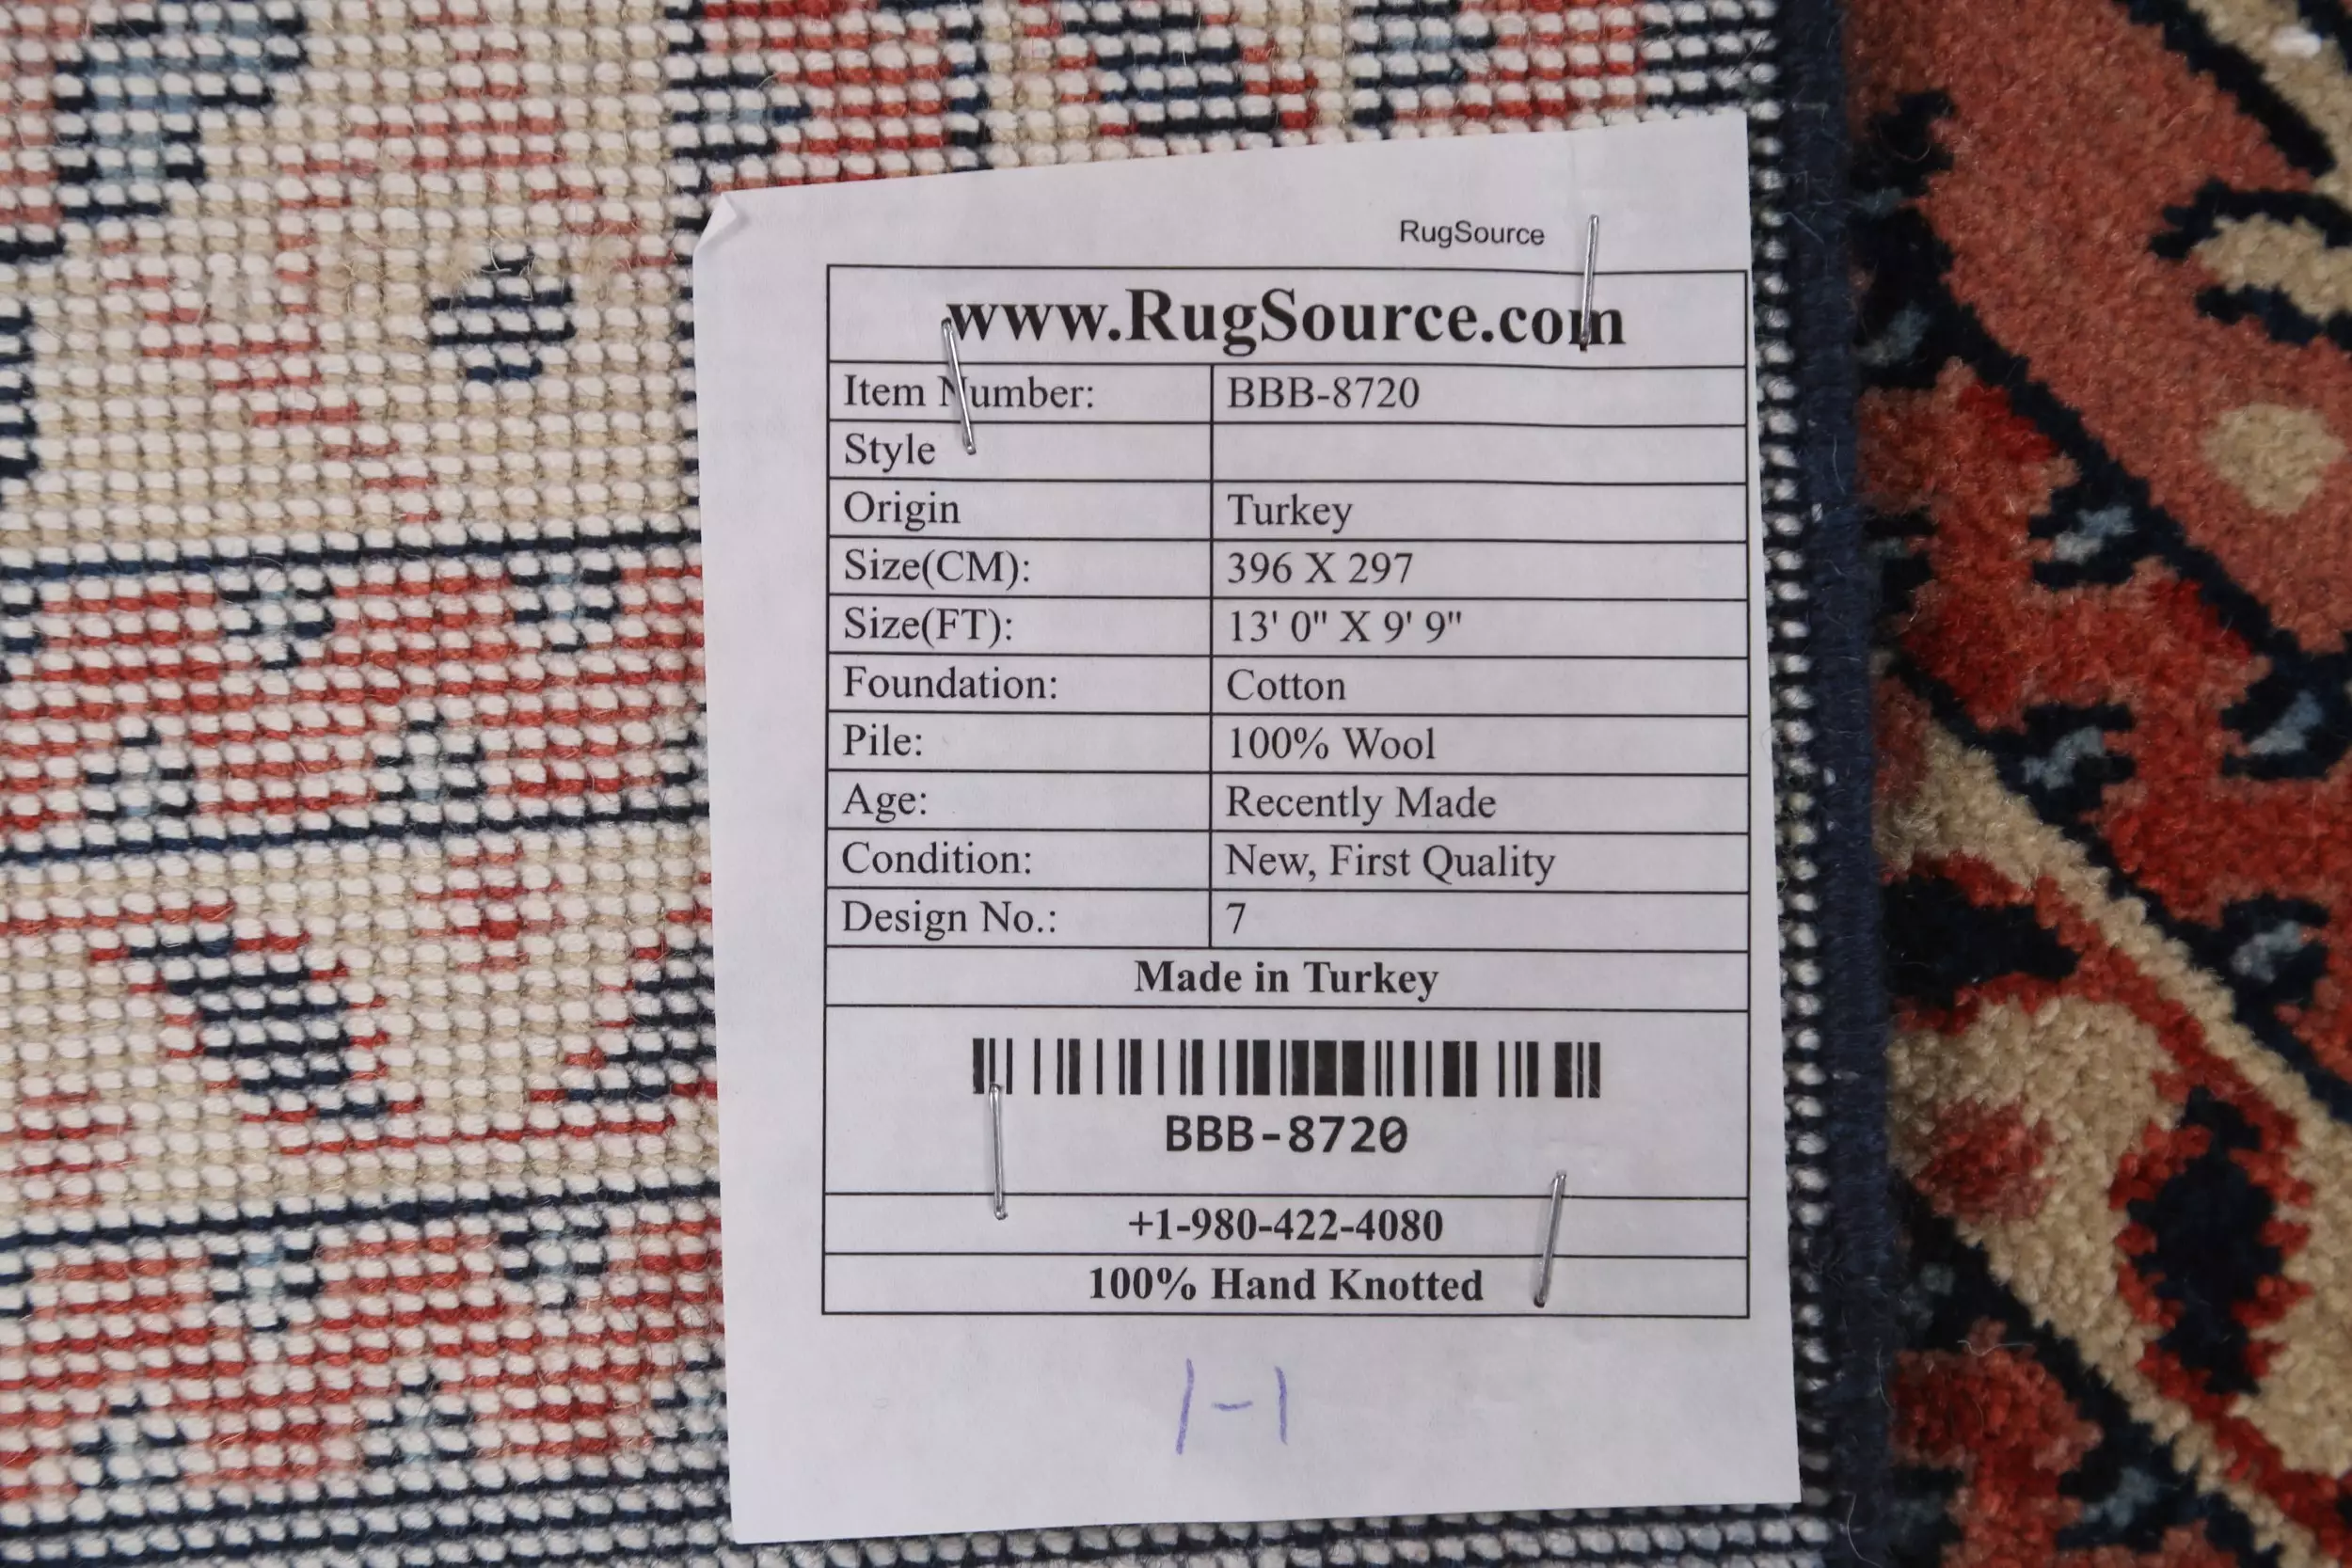 RugSource
www.RugSource.com
Item Number: BBB-8720
Style
Origin Turkey
Size(CM): 396 X 297
Size(FT): 13' 0" X 9' 9"
Foundation: Cotton
Pile: 100% Wool
Age: Recently Made
Condition: New, First Quality
Design No.: 7
Made in Turkey
BBB-8720
+1-980-422-4080
100% Hand Knotted
1-1